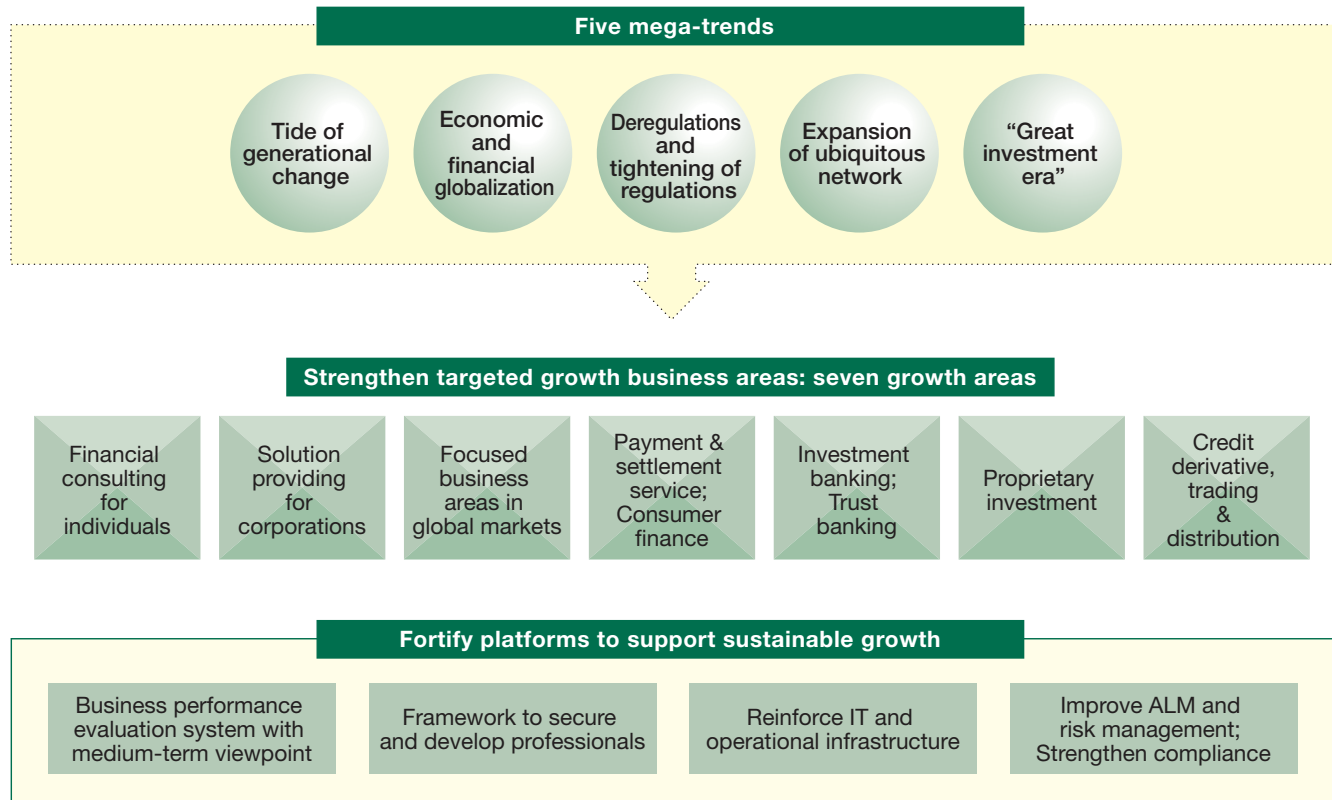 Five mega-trends
Tide of
generational
change
Economic
and
financial
globalization
Deregulations
and
tightening of
regulations
Expansion
of ubiquitous
network
“Great
investment
era”
Strengthen targeted growth business areas: seven growth areas
Financial
consulting
for
individuals
Solution
providing
for
corporations
Focused
business
areas in
global markets
Payment &
settlement
service;
Consumer
finance
Investment
banking;
Trust
banking
Proprietary
investment
Credit
derivative,
trading
&
distribution
Fortify platforms to support sustainable growth
Business performance
evaluation system with
medium-term viewpoint
Framework to secure
and develop professionals
Reinforce IT and
operational infrastructure
Improve ALM and
risk management;
Strengthen compliance